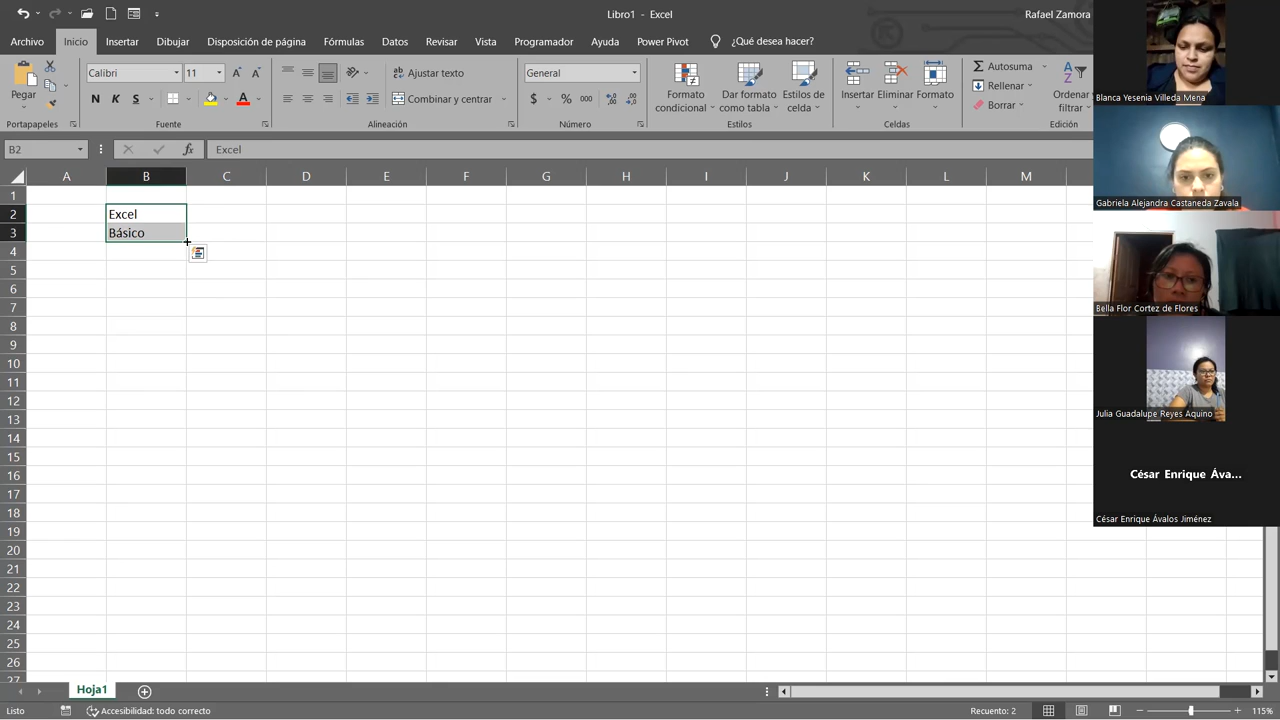 Libro1 - Excel
Rafael Zamora
Archivo Inicio Insertar Dibujar Disposición de página Fórmulas Datos Revisar Vista Programador Ayuda Power Pivot ¿Qué desea hacer?
Pegar
Calibri 11
N K S
Ajustar texto
Combinar y centrar
General
$ % 000
Formato condicional
Dar formato como tabla
Estilos de celda
Insertar Eliminar Formato
Autosuma
Rellenar
Borrar
Ordenar
filtrar
Portapapeles Fuente Alineación Número Estilos Celdas Edición
B2 fx Excel
A B C D E F G H I J K L M
1
2 Excel
3 Básico
4
5
6
7
8
9
10
11
12
13
14
15
16
17
18
19
20
21
22
23
24
25
26
27
Hoja1
Listo Accesibilidad: todo correcto Recuento: 2 115%
Blanca Yesenia Villeda Mena
Gabriela Alejandra Castaneda Zavala
Bella Flor Cortez de Flores
Julia Guadalupe Reyes Aquino
César Enrique Áva...
César Enrique Ávalos Jiménez